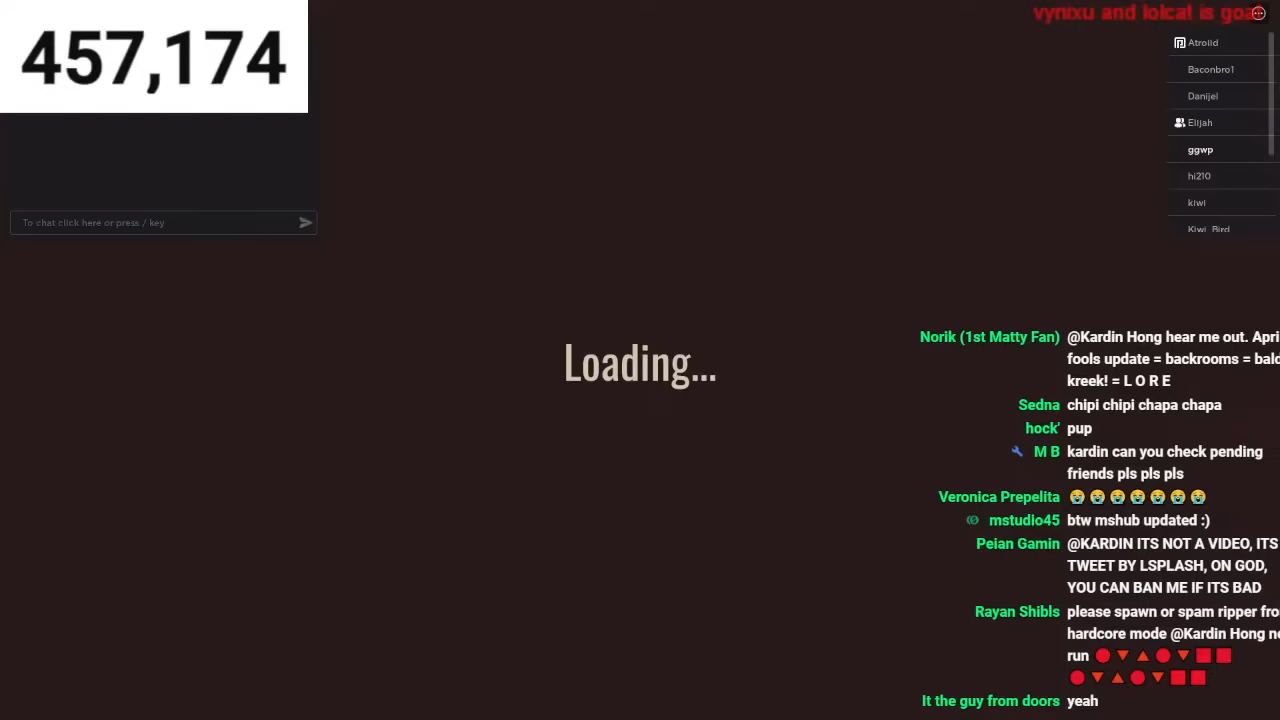 457,174
vynixu and lolcat is goa
Atrolld
Baconbro1
Danijel
Elijah
ggwp
hi210
kiwi
Kiwi_Bird
To chat click here or press / key
Loading...
Norik (1st Matty Fan) @Kardin Hong hear me out. Apri
fools update = backrooms = bald
kreek! = L O R E
Sedna chipi chipi chapa chapa
hock' pup
M B kardin can you check pending
friends pls pls pls
Veronica Prepelita 😭😭😭😭😭😭😭
mstudio45 btw mshub updated :)
Peian Gamin @KARDIN ITS NOT A VIDEO, ITS
TWEET BY LSPLASH, ON GOD,
YOU CAN BAN ME IF ITS BAD
Rayan Shibls please spawn or spam ripper fro
hardcore mode @Kardin Hong ne
run
It the guy from doors yeah